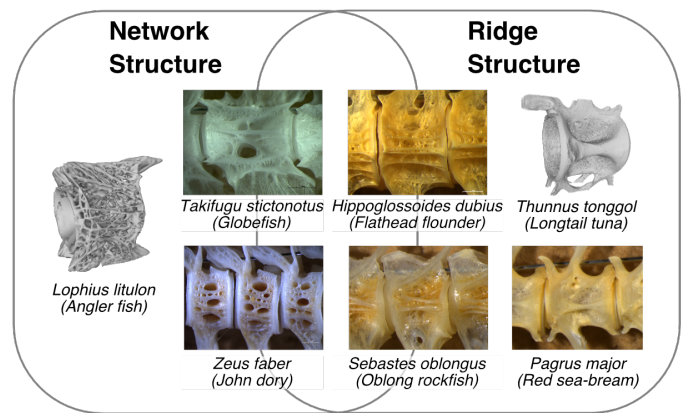 Network
Structure
Ridge
Structure
Takifugu stictonotus
(Globefish)
Hippoglossoides dubius
(Flathead flounder)
Thunnus tonggol
(Longtail tuna)
Lophius litulon
(Angler fish)
Zeus faber
(John dory)
Sebastes oblongus
(Oblong rockfish)
Pagrus major
(Red sea-bream)